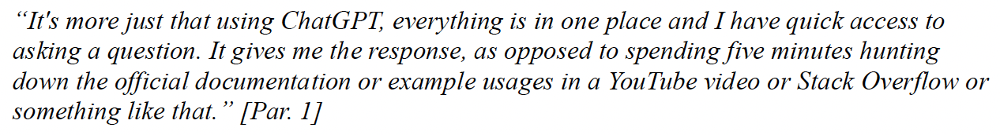 “It's more just that using ChatGPT, everything is in one place and I have quick access to
asking a question. It gives me the response, as opposed to spending five minutes hunting
down the official documentation or example usages in a YouTube video or Stack Overflow or
something like that.” [Par. 1]